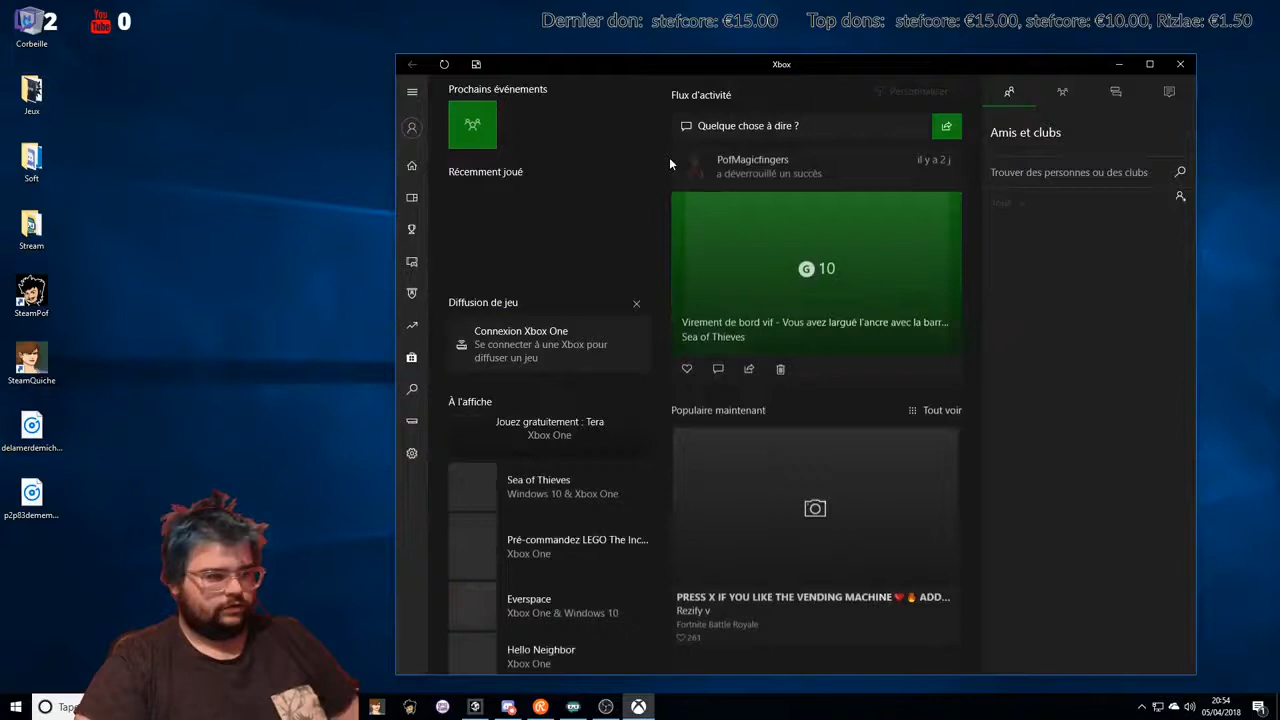 2
0
Dernier don: stefcore: €15.00 Top dons: stefcore: €15.00, stefcore: €10.00, Rizlae: €1.50
Corbeille
Jeux
Soft
Stream
SteamPof
SteamQuiche
delamerdemich...
p2p83demem...
Xbox
Prochains événements
Récemment joué
Diffusion de jeu
Connexion Xbox One
Se connecter à une Xbox pour
diffuser un jeu
À l'affiche
Jouez gratuitement : Tera
Xbox One
Sea of Thieves
Windows 10 & Xbox One
Pré-commandez LEGO The Inc...
Xbox One
Everspace
Xbox One & Windows 10
Hello Neighbor
Xbox One
Flux d'activité
Personnaliser
Quelque chose à dire ?
PofMagicfingers
il y a 2 j
a déverrouillé un succès
G 10
Virement de bord vif - Vous avez largué l'ancre avec la barr...
Sea of Thieves
Populaire maintenant
Tout voir
PRESS X IF YOU LIKE THE VENDING MACHINE❤️🔥 ADD...
Rezify v
Fortnite Battle Royale
261
Amis et clubs
Trouver des personnes ou des clubs
Tout
Tape
20:54
05/04/2018